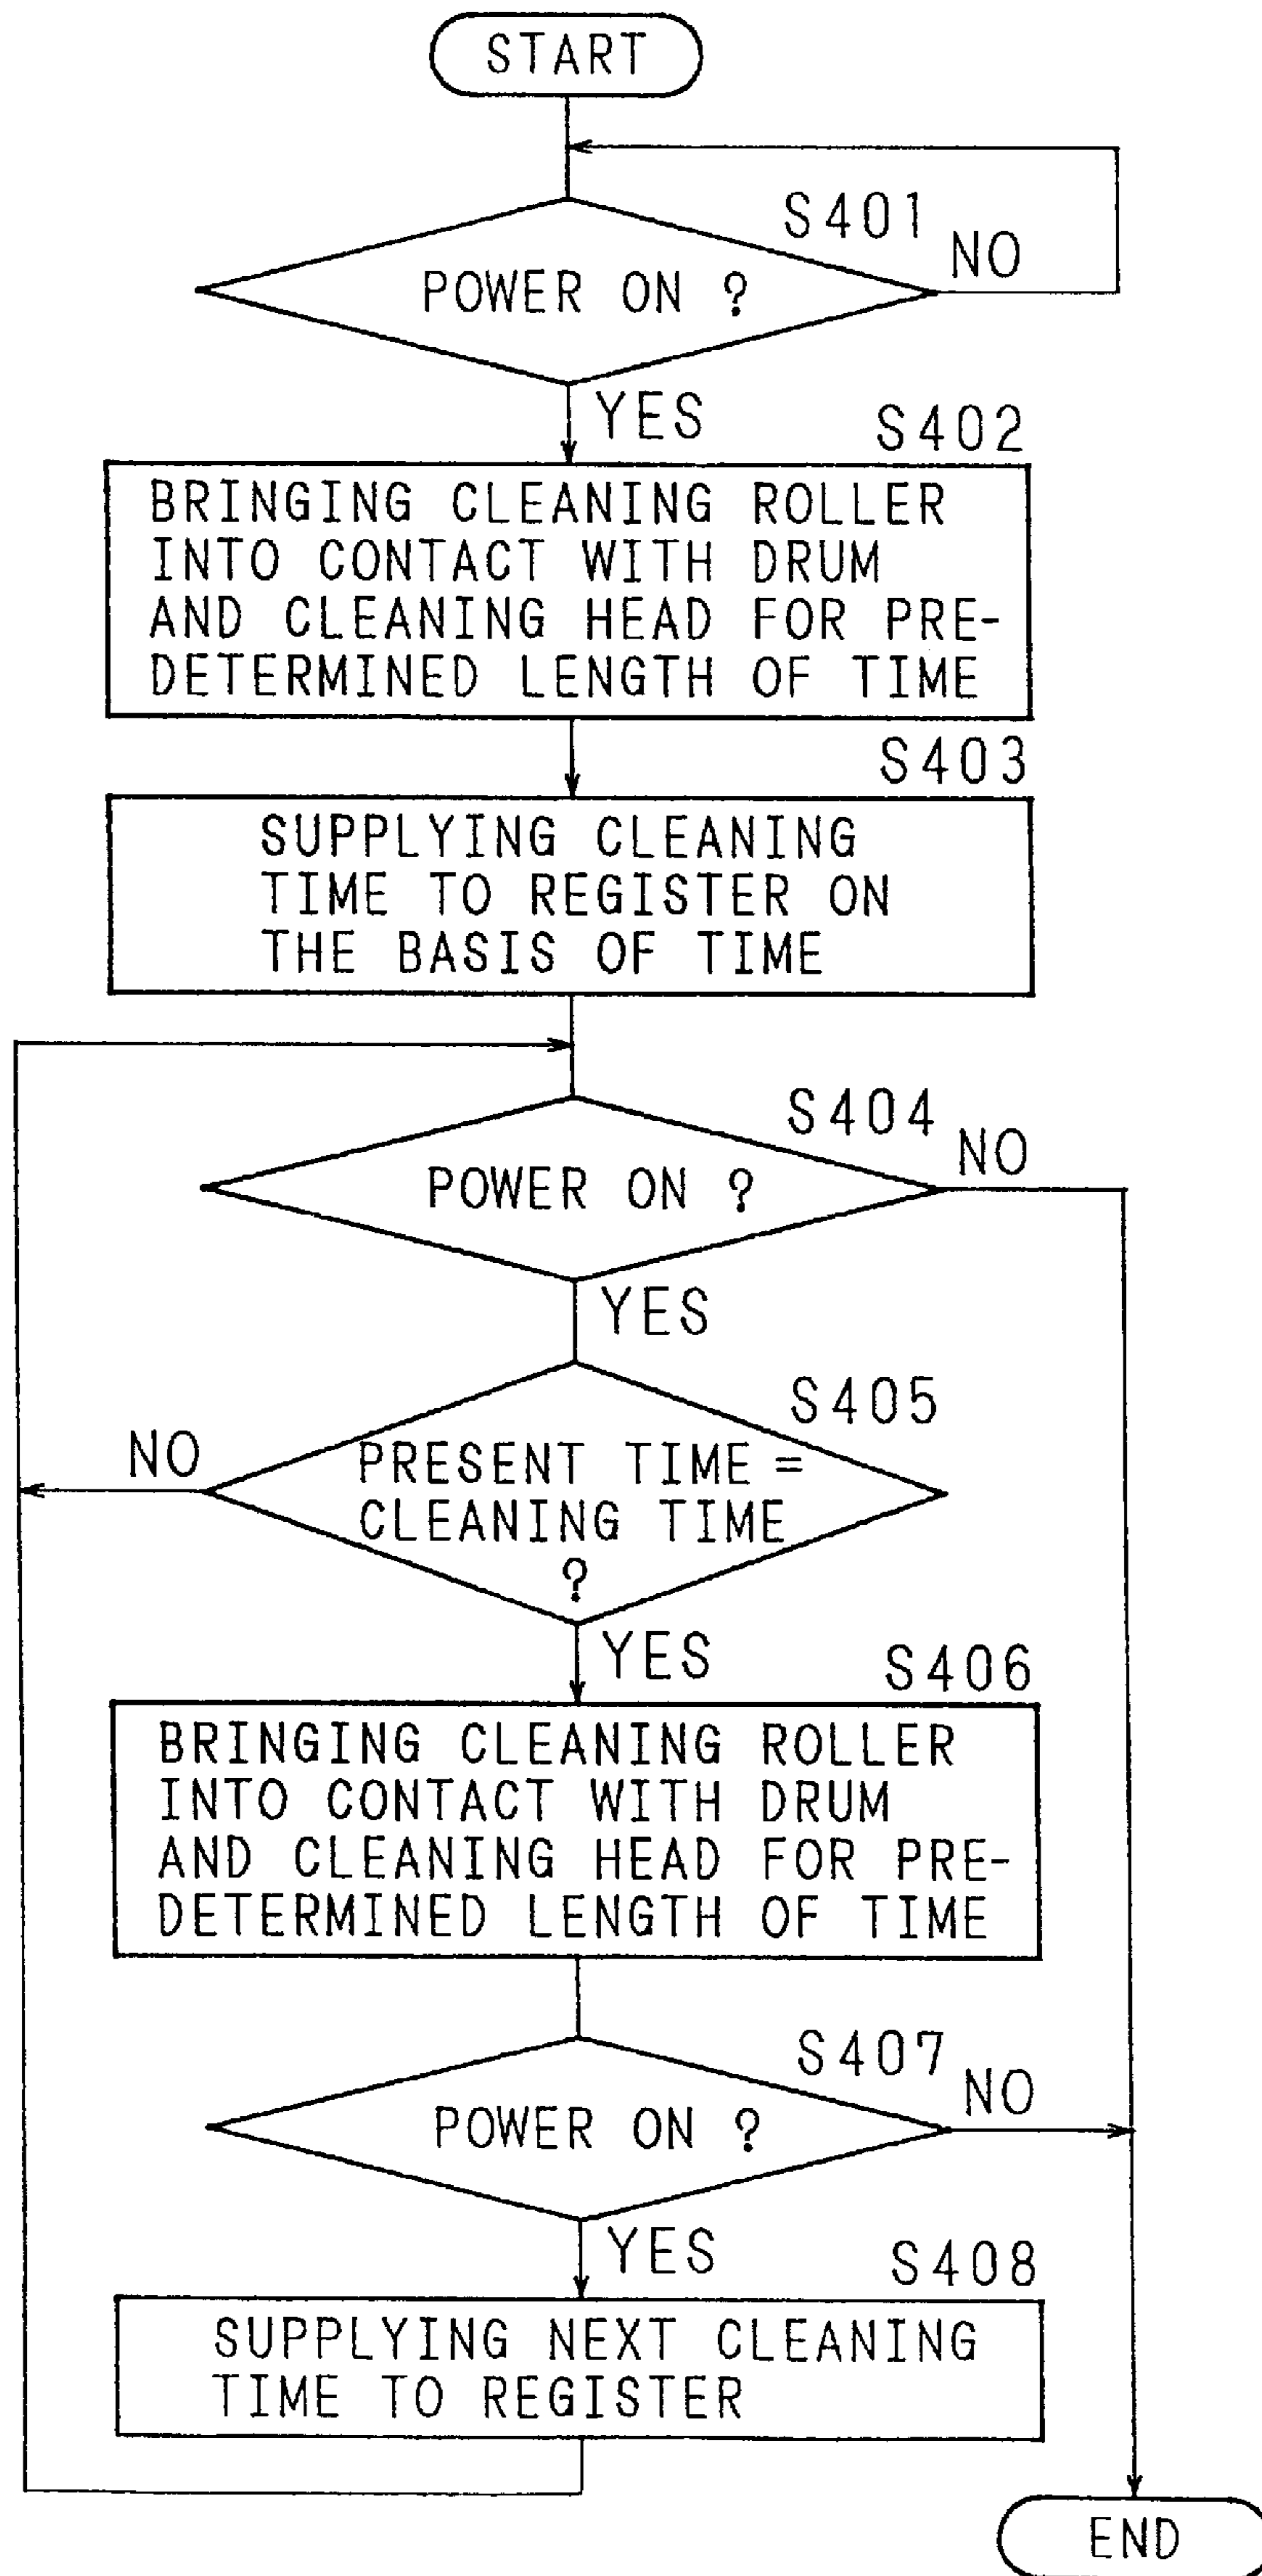 START
S401
NO
POWER ON ?
YES
S402
BRINGING CLEANING ROLLER
INTO CONTACT WITH DRUM
AND CLEANING HEAD FOR PRE-
DETERMINED LENGTH OF TIME
S403
SUPPLYING CLEANING
TIME TO REGISTER ON
THE BASIS OF TIME
S404
NO
POWER ON ?
YES
S405
NO
PRESENT TIME =
CLEANING TIME
?
YES
S406
BRINGING CLEANING ROLLER
INTO CONTACT WITH DRUM
AND CLEANING HEAD FOR PRE-
DETERMINED LENGTH OF TIME
S407
NO
POWER ON ?
YES
S408
SUPPLYING NEXT CLEANING
TIME TO REGISTER
END